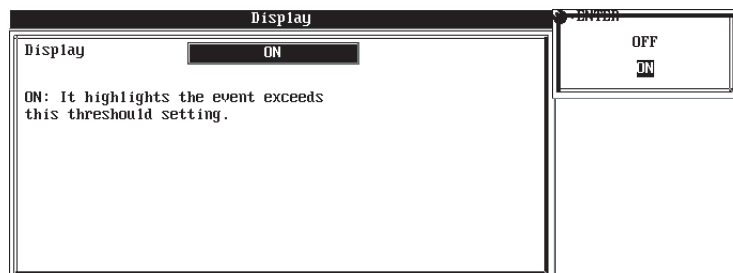 Display
Display ON
ON: It highlights the event exceeds
this threshould setting.
ENTER
OFF
ON